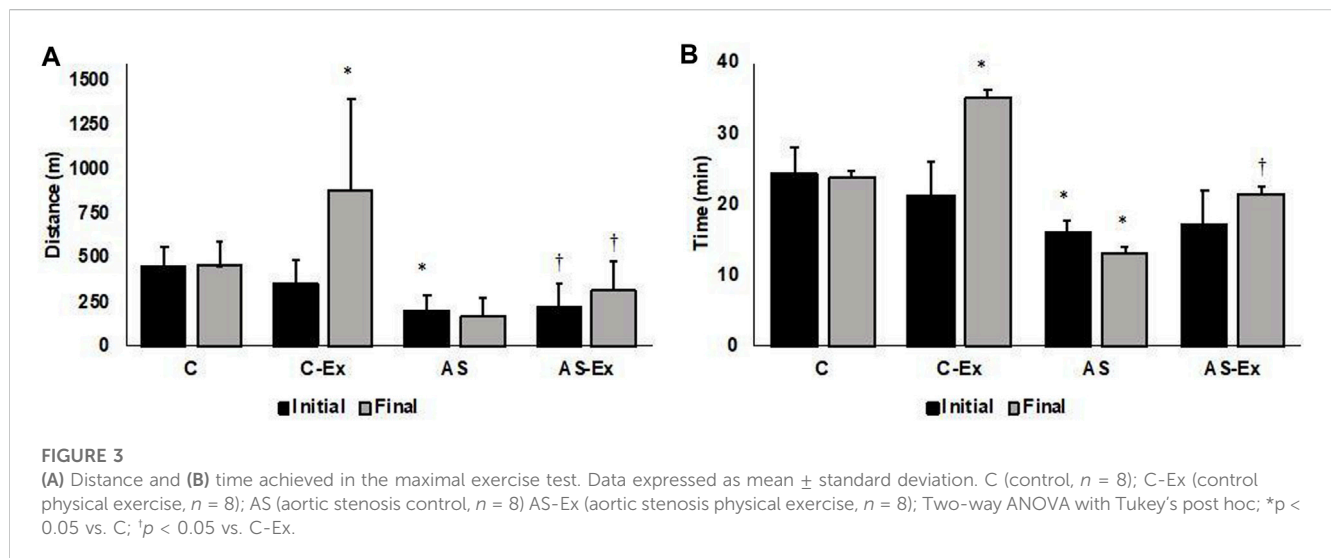 A
1500
*
1250
1000
Distance (m)
750
500
† †
*
250
0
C C-Ex AS AS-Ex
■Initial ■Final
B
40
*
30
Time (min)
†
20
* *
10
0
C C-Ex AS AS-Ex
■Initial ■Final
FIGURE 3
(A) Distance and (B) time achieved in the maximal exercise test. Data expressed as mean ± standard deviation. C (control, n = 8); C-Ex (control
physical exercise, n = 8); AS (aortic stenosis control, n = 8) AS-Ex (aortic stenosis physical exercise, n = 8); Two-way ANOVA with Tukey’s post hoc; *p <
0.05 vs. C; †p < 0.05 vs. C-Ex.